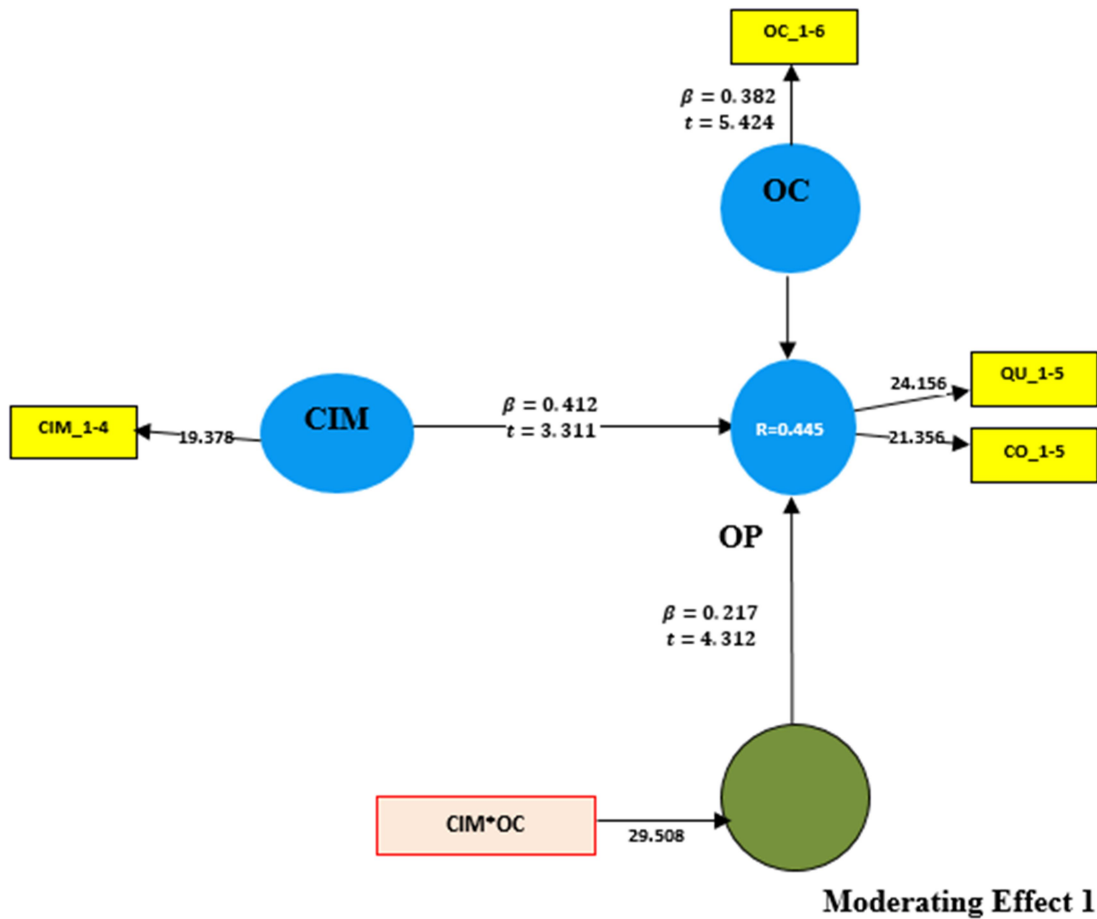 OC_1-6
β = 0.382
t = 5.424
OC
CIM_1-4
19.378
CIM
β = 0.412
t = 3.311
R=0.445
24.156
QU_1-5
21.356
CO_1-5
OP
β = 0.217
t = 4.312
CIM*OC
29.508
Moderating Effect 1